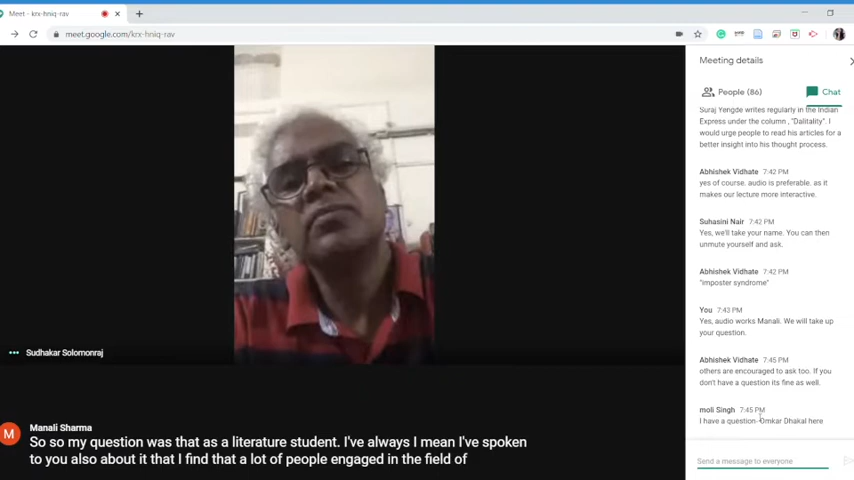 Meet - krx-hniq-rav
meet.google.com/krx-hniq-rav
Meeting details
People (86)
Chat
Suraj Yengde writes regularly in the Indian
Express under the column , "Dalitality". I
would urge people to read his articles for a
better insight into his thought process.
Abhishek Vidhate 7:42 PM
yes of course. audio is preferable. as it
makes our lecture more interactive.
Suhasini Nair 7:42 PM
Yes, we'll take your name. You can then
unmute yourself and ask.
Abhishek Vidhate 7:42 PM
"imposter syndrome"
You 7:43 PM
Yes, audio works Manali. We will take up
your question.
Abhishek Vidhate 7:45 PM
others are encouraged to ask too. If you
don't have a question its fine as well.
moli Singh 7:45 PM
I have a question- Omkar Dhakal here
Send a message to everyone
Sudhakar Solomonraj
M
Manali Sharma
So so my question was that as a literature student. I've always I mean I've spoken
to you also about it that I find that a lot of people engaged in the field of